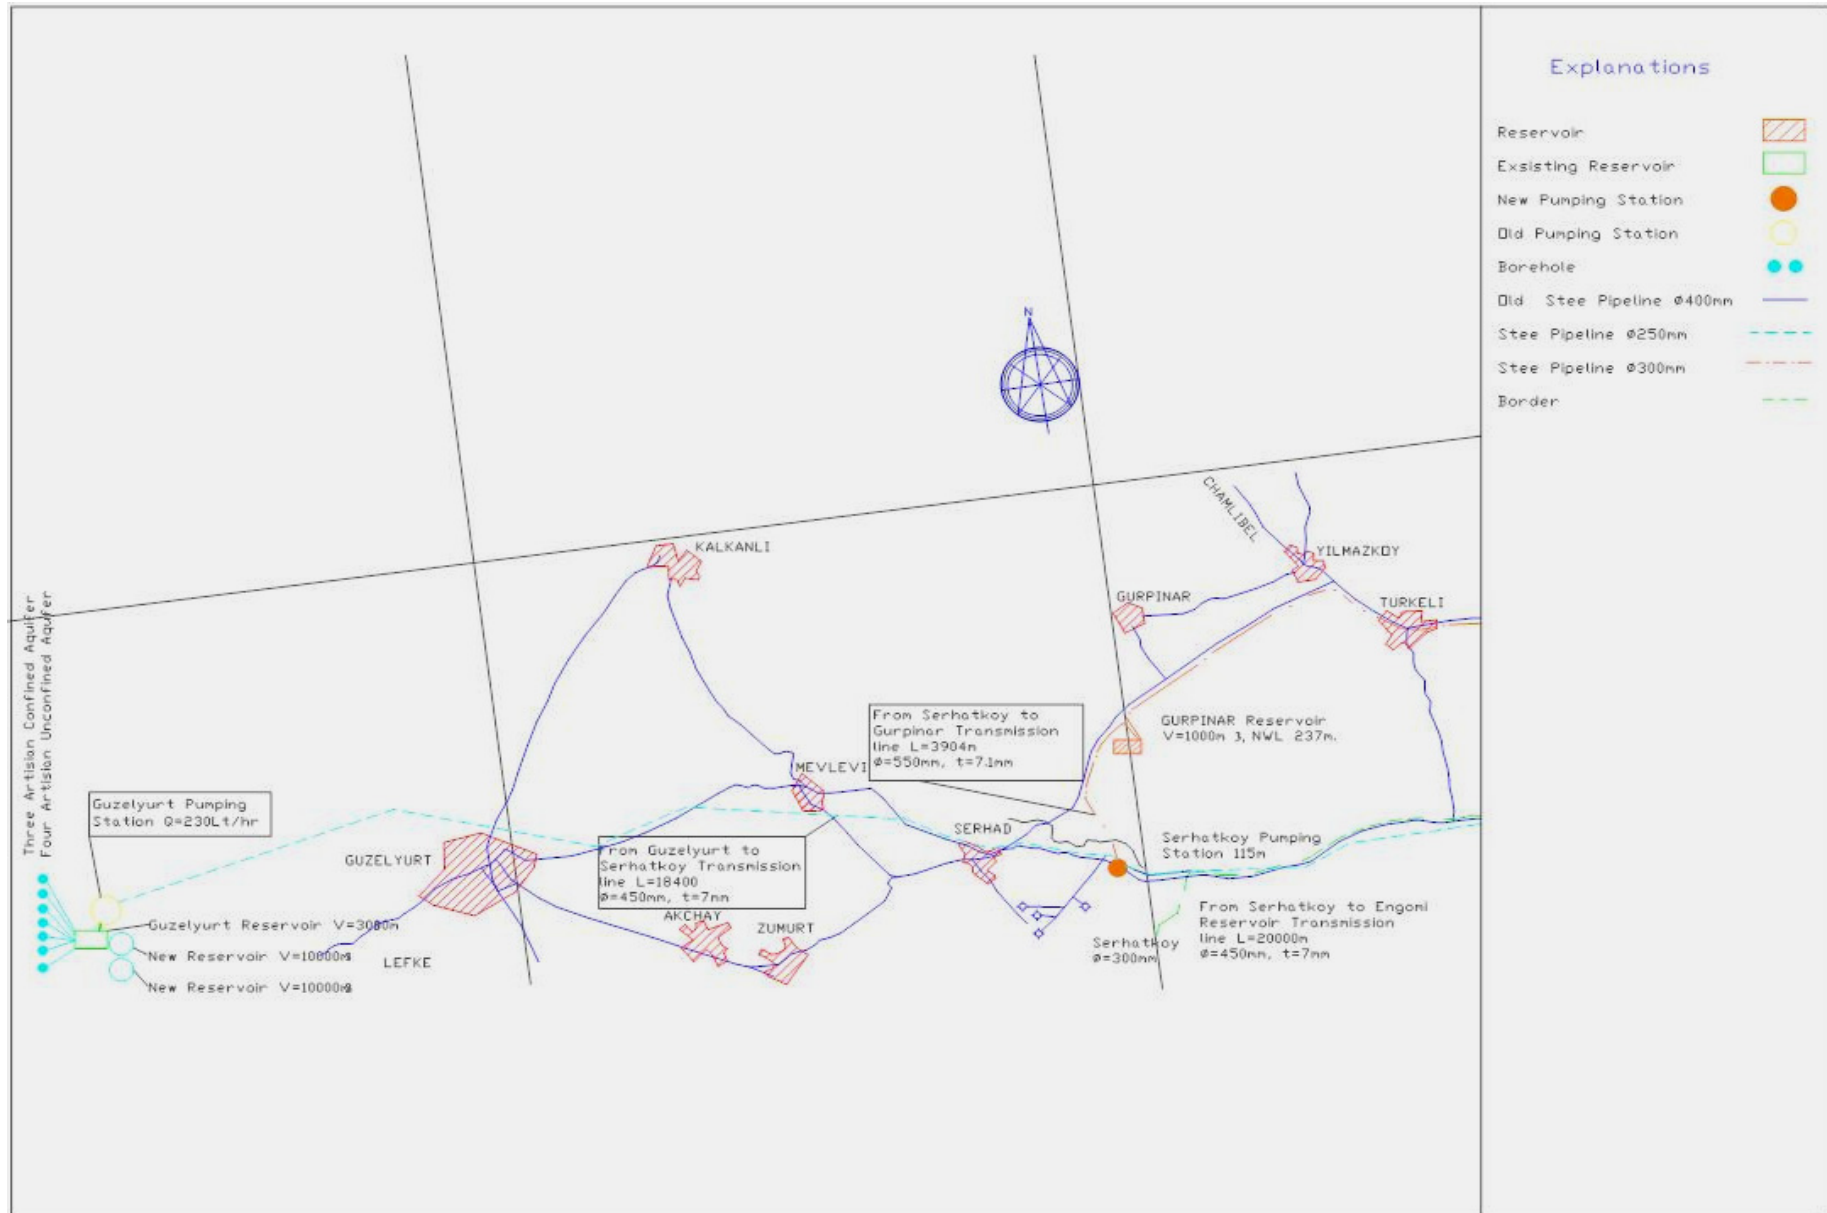 Explanations
Reservoir
Exsisting Reservoir
New Pumping Station
Old Pumping Station
Borehole
Old Stee Pipeline Ø400mm
Stee Pipeline Ø250mm
Stee Pipeline Ø300mm
Border
N
CHAMLIBEL
YILMAZKOY
KALKANLI
GURPINAR
TURKELI
Three Artisian Confined Aquifer
Four Artisian Unconfined Aquifer
From Serhatkoy to
Gurpinar Transmission
line L=3904m
Ø=550mm, t=7.1mm
GURPINAR Reservoir
V=1000m 3, NWL 237m.
MEVLEVI
Guzelyurt Pumping
Station Q=230Lt/hr
SERHAD
Serhatkoy Pumping
Station 115m
GUZELYURT
From Guzelyurt to
Serhatkoy Transmission
line L=18400
Ø=450mm, t=7mm
AKCHAY
ZUMURT
From Serhatkoy to Engomi
Reservoir Transmission
line L=20000m
Ø=450mm, t=7mm
Serhatkoy
Ø=300mm
Guzelyurt Reservoir
New Reservoir
LEFKE
New Reservoir